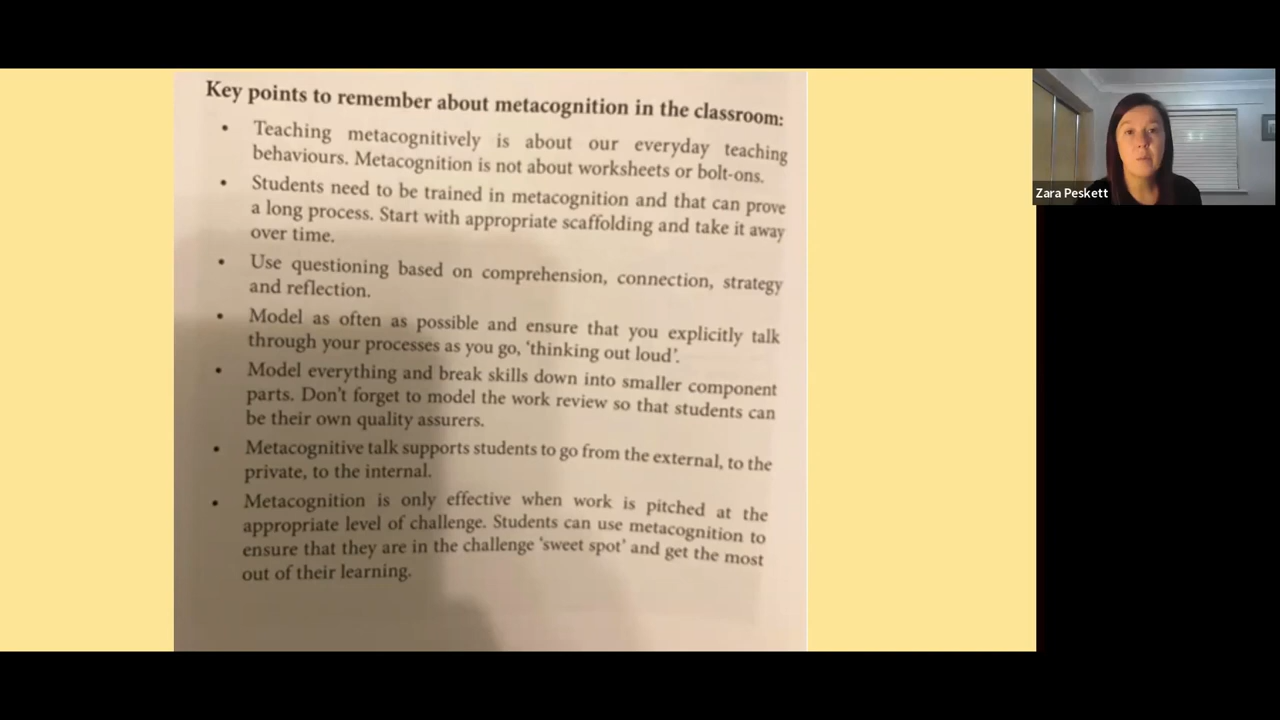 Key points to remember about metacognition in the classroom:
• Teaching metacognitively is about our everyday teaching
behaviours. Metacognition is not about worksheets or bolt-ons.
• Students need to be trained in metacognition and that can prove
a long process. Start with appropriate scaffolding and take it away
over time.
• Use questioning based on comprehension, connection, strategy
and reflection.
• Model as often as possible and ensure that you explicitly talk
through your processes as you go, ‘thinking out loud’.
• Model everything and break skills down into smaller component
parts. Don’t forget to model the work review so that students can
be their own quality assurers.
• Metacognitive talk supports students to go from the external, to the
private, to the internal.
• Metacognition is only effective when work is pitched at the
appropriate level of challenge. Students can use metacognition to
ensure that they are in the challenge ‘sweet spot’ and get the most
out of their learning.
Zara Peskett